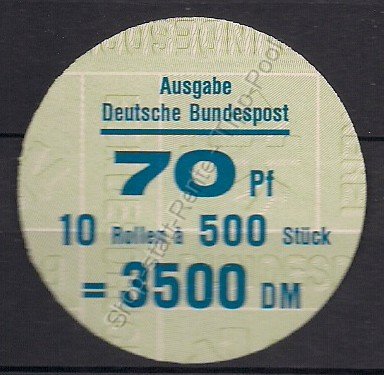 Ausgabe
Deutsche Bundespost
70 Pf
10 Rollen à 500 Stück
= 3500 DM